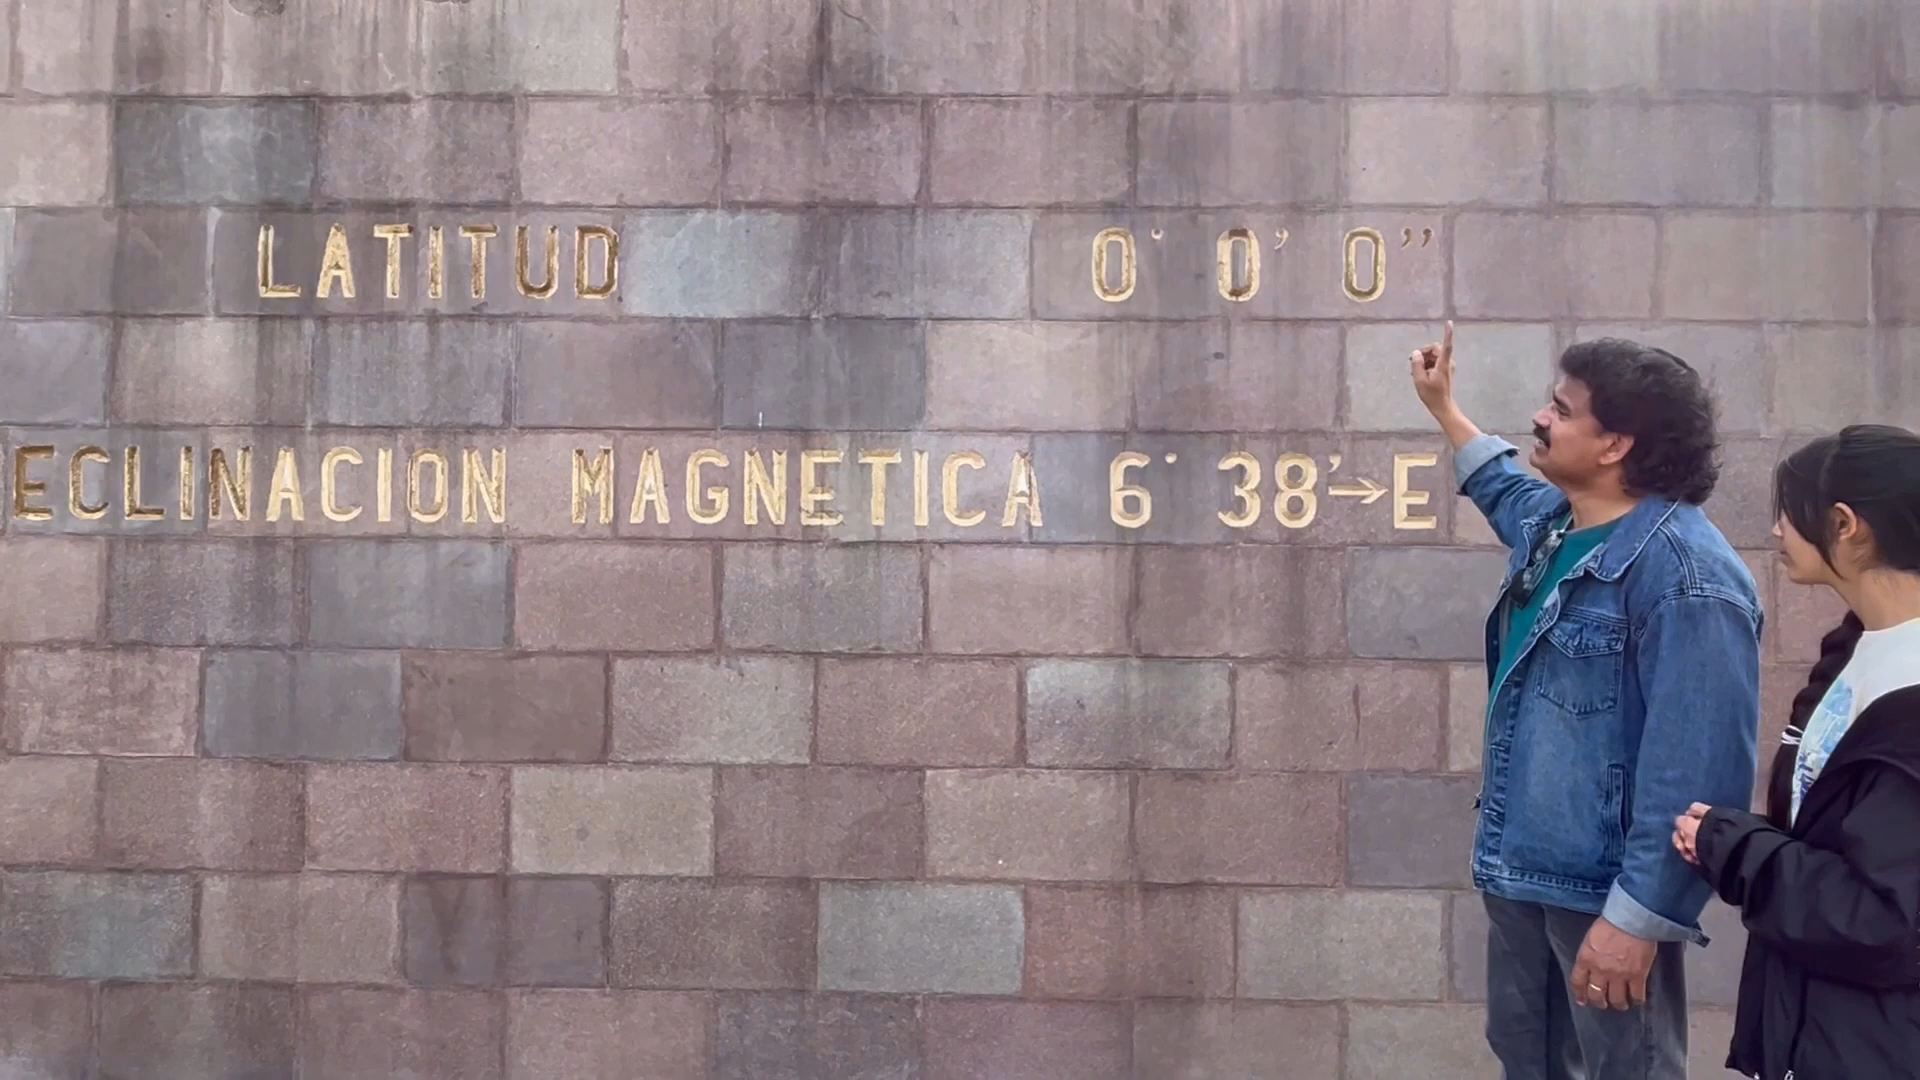 LATITUD 0° 0’ 0”
ECLINACION MAGNETICA 6° 38’→E